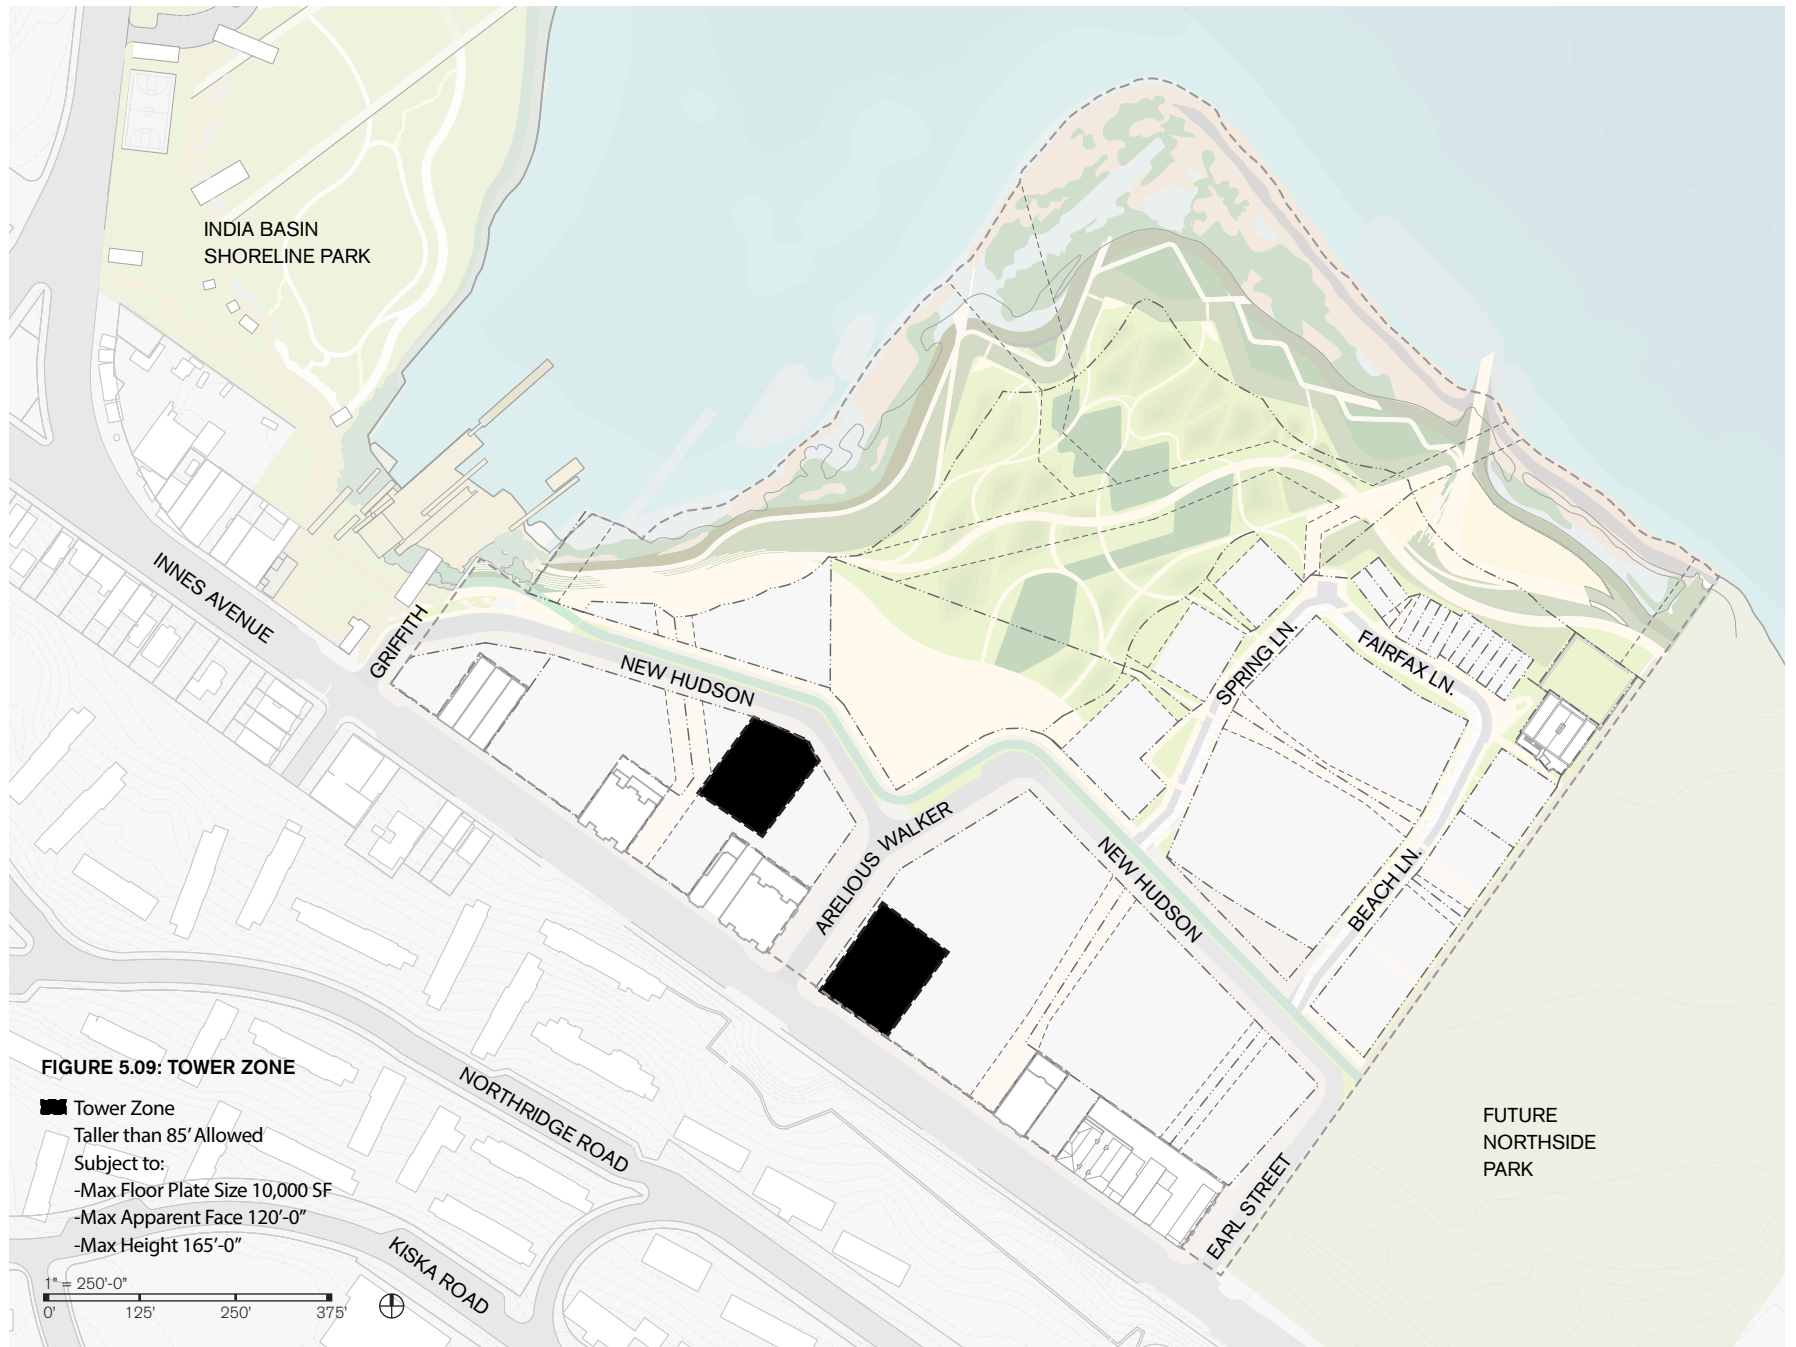 INDIA BASIN
SHORELINE PARK
INNES AVENUE
GRIFFITH
NEW HUDSON
SPRING LN.
FAIRFAX LN.
ARELIOUS WALKER
NEW HUDSON
BEACH LN.
FIGURE 5.09: TOWER ZONE
Tower Zone
Taller than 85’ Allowed
Subject to:
-Max Floor Plate Size 10,000 SF
-Max Apparent Face 120’-0”
-Max Height 165’-0”
1" = 250'-0"
0' 125' 250' 375'
NORTHRIDGE ROAD
KISKA ROAD
EARL STREET
FUTURE
NORTHSIDE
PARK